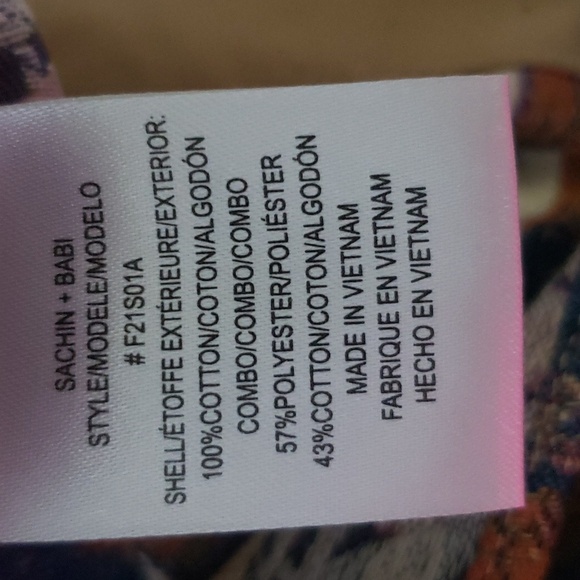 SACHIN + BABI
STYLE/MODELE/MODELO
# F21S01A
SHELL/ÉTOFFE EXTÉRIEURE/EXTERIOR:
100%COTTON/COTON/ALGODÓN
COMBO/COMBO/COMBO
57%POLYESTER/POLIÉSTER
43%COTTON/COTON/ALGODÓN
MADE IN VIETNAM
FABRIQUE EN VIETNAM
HECHO EN VIETNAM